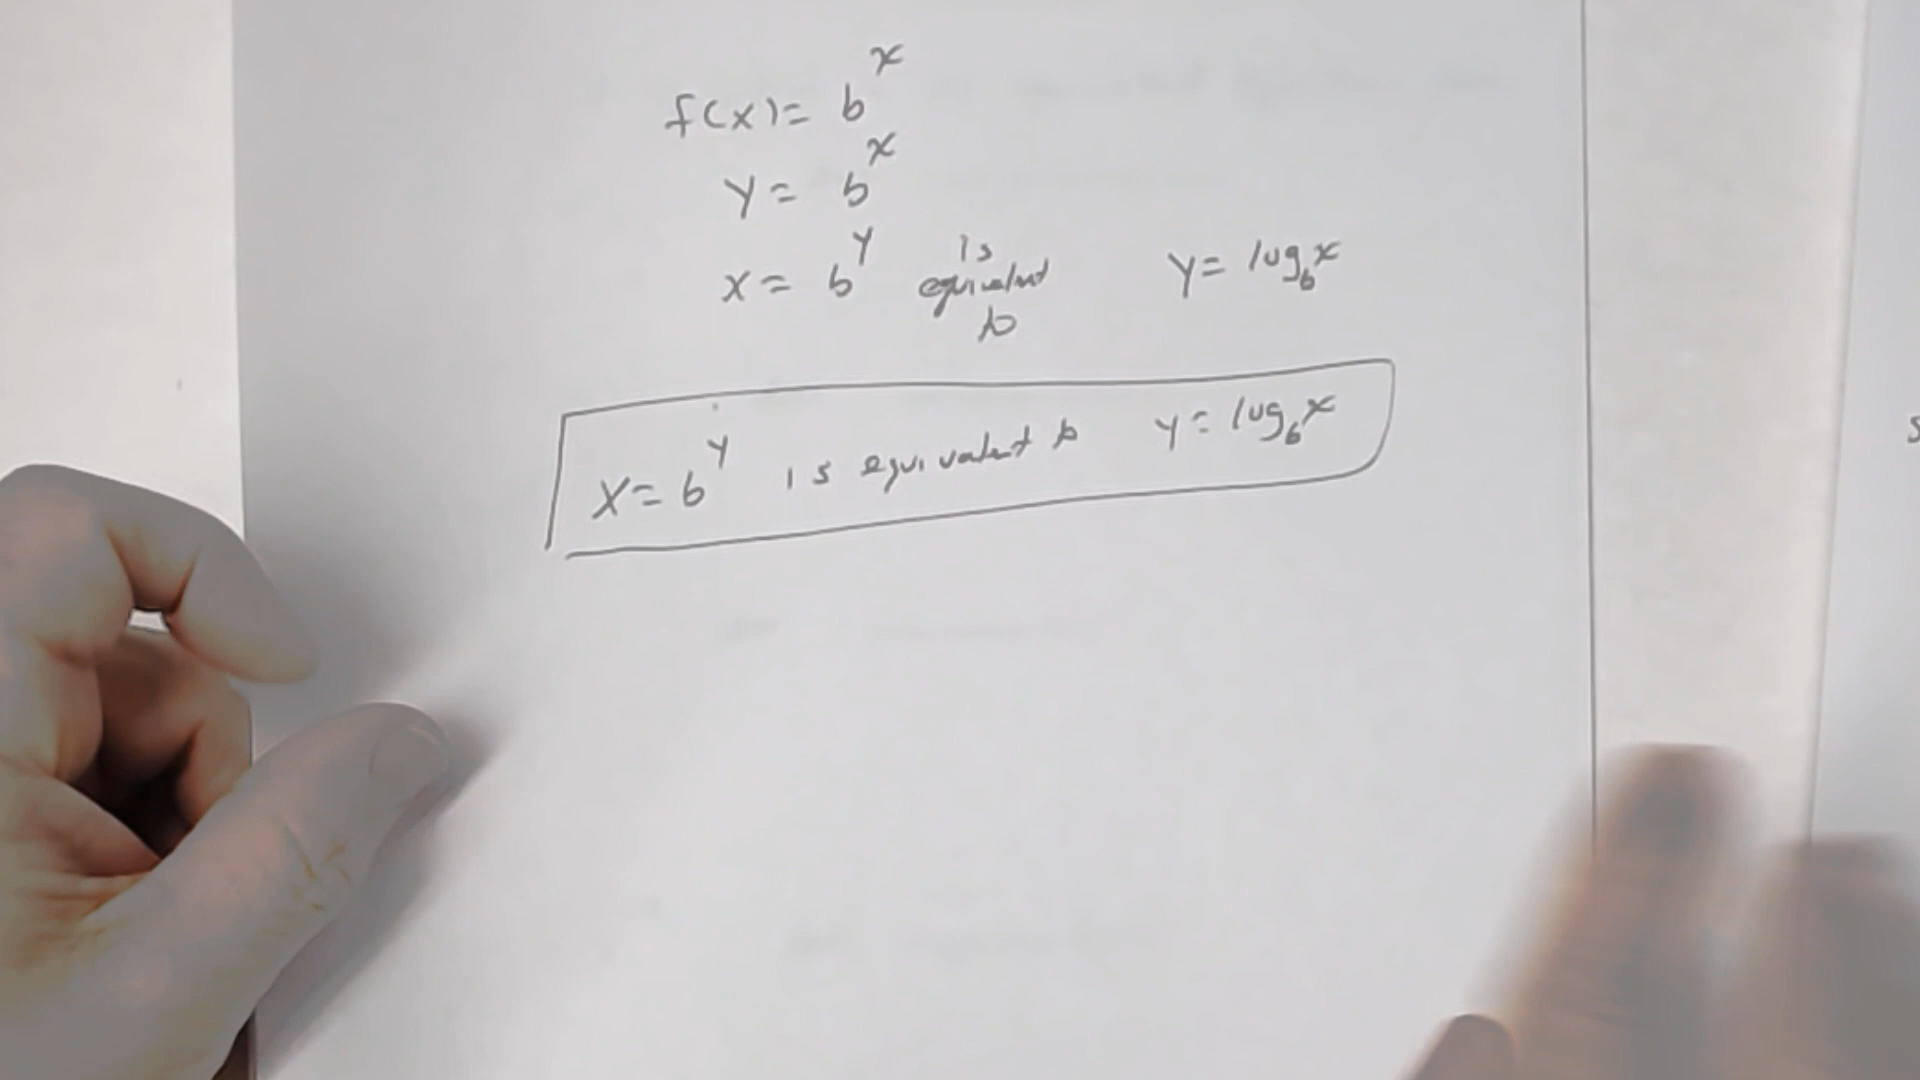 f(x) = b^x
y = b^x
x = b^y is equivalent to y = log_b x
x = b^y is equivalent to y = log_b x
s